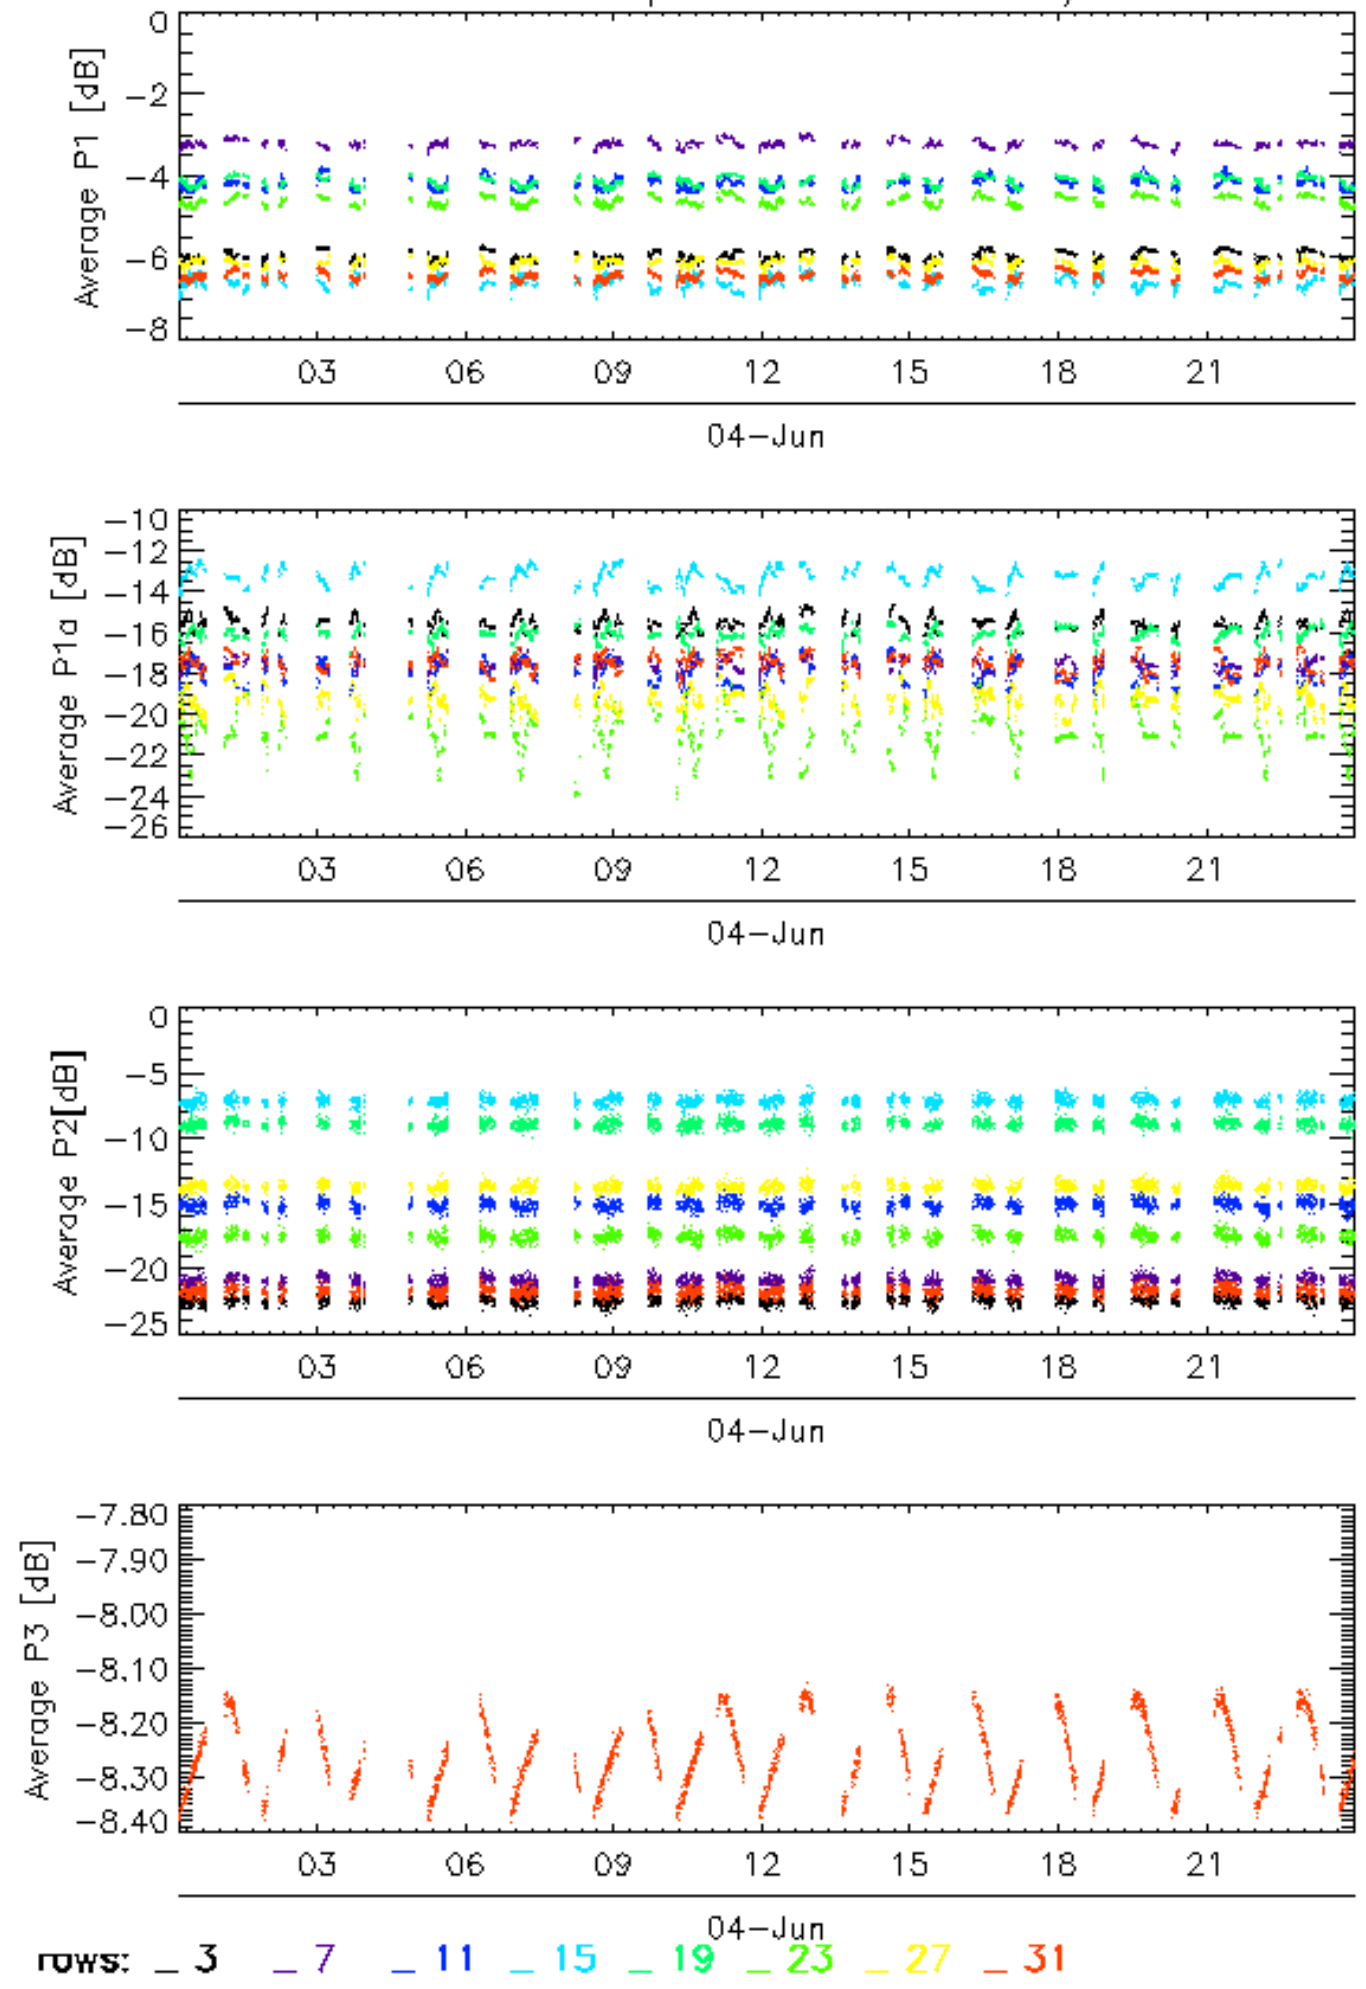 Average P1 [dB]
0
-2
-4
-6
-8
03 06 09 12 15 18 21
04-Jun
Average P1a [dB]
-10
-12
-14
-16
-18
-20
-22
-24
-26
03 06 09 12 15 18 21
04-Jun
Average P2[dB]
0
-5
-10
-15
-20
-25
03 06 09 12 15 18 21
04-Jun
Average P3 [dB]
-7.80
-7.90
-8.00
-8.10
-8.20
-8.30
-8.40
03 06 09 12 15 18 21
04-Jun
rows: _ 3 _ 7 _ 11 _ 15 _ 19 _ 23 _ 27 _ 31